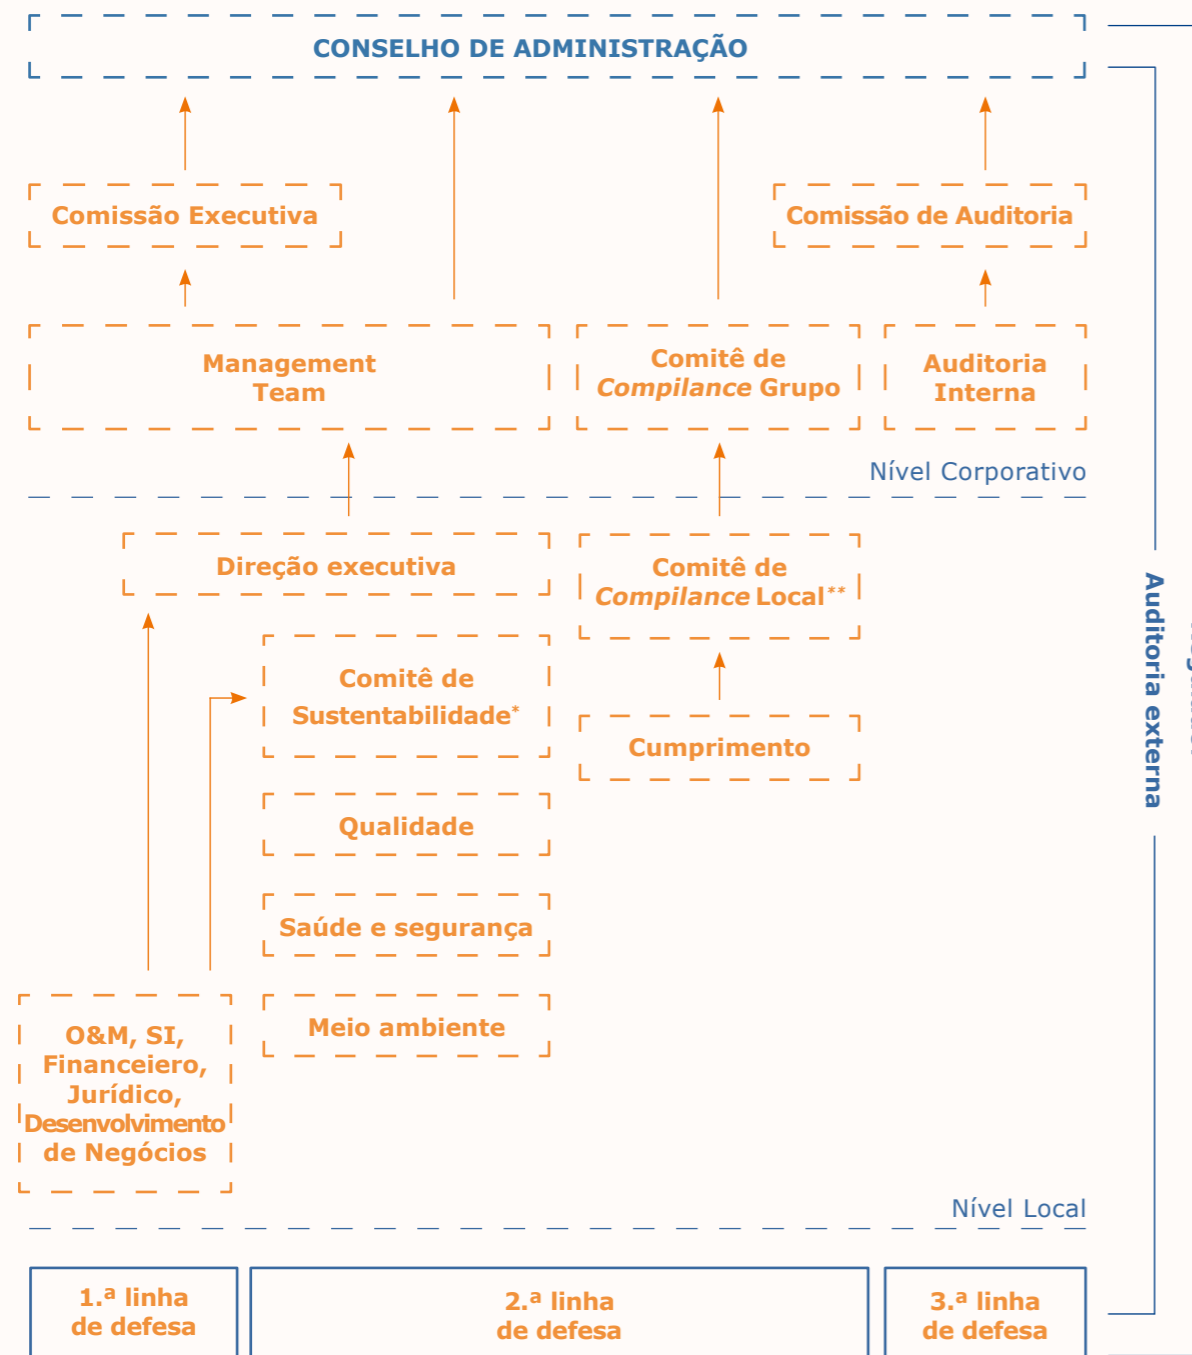 CONSELHO DE ADMINISTRAÇÃO
Comissão Executiva
Comissão de Auditoria
Management
Team
Comitê de
Compilance Grupo
Auditoria
Interna
Nível Corporativo
Direção executiva
Comitê de
Compilance Local**
Comitê de
Sustentabilidade*
Cumprimento
Qualidade
Saúde e segurança
Meio ambiente
O&M, SI,
Financeiero,
Jurídico,
Desenvolvimento
de Negócios
Nível Local
1.ª linha
de defesa
2.ª linha
de defesa
3.ª linha
de defesa
Auditoria externa